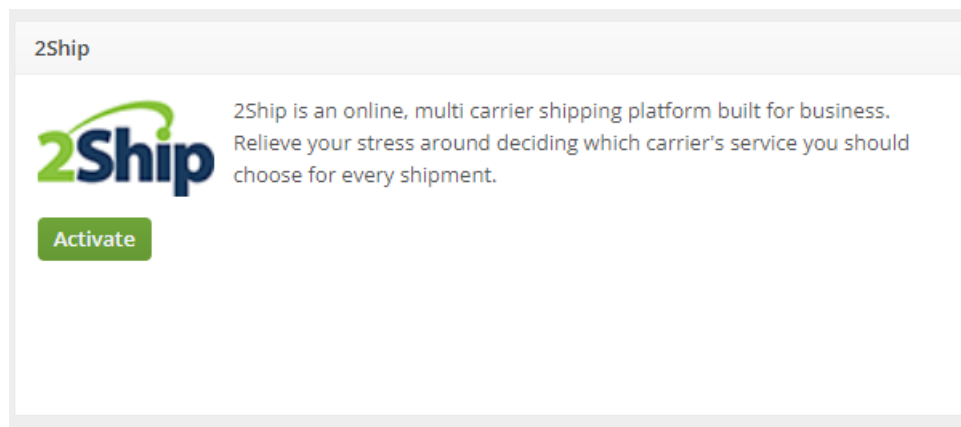 2Ship
2Ship
2Ship is an online, multi carrier shipping platform built for business.
Relieve your stress around deciding which carrier's service you should
choose for every shipment.
Activate